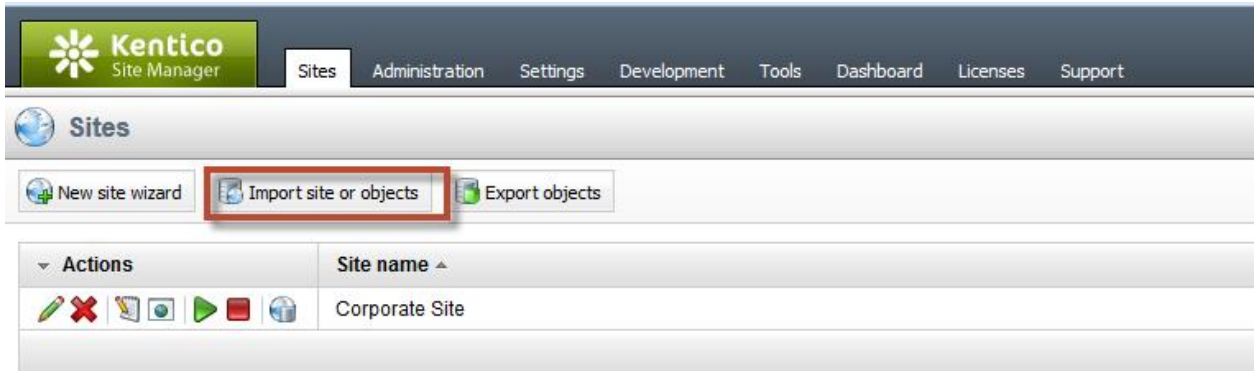 Kentico
Site Manager
Sites Administration Settings Development Tools Dashboard Licenses Support
Sites
New site wizard Import site or objects Export objects
Actions Site name
Corporate Site